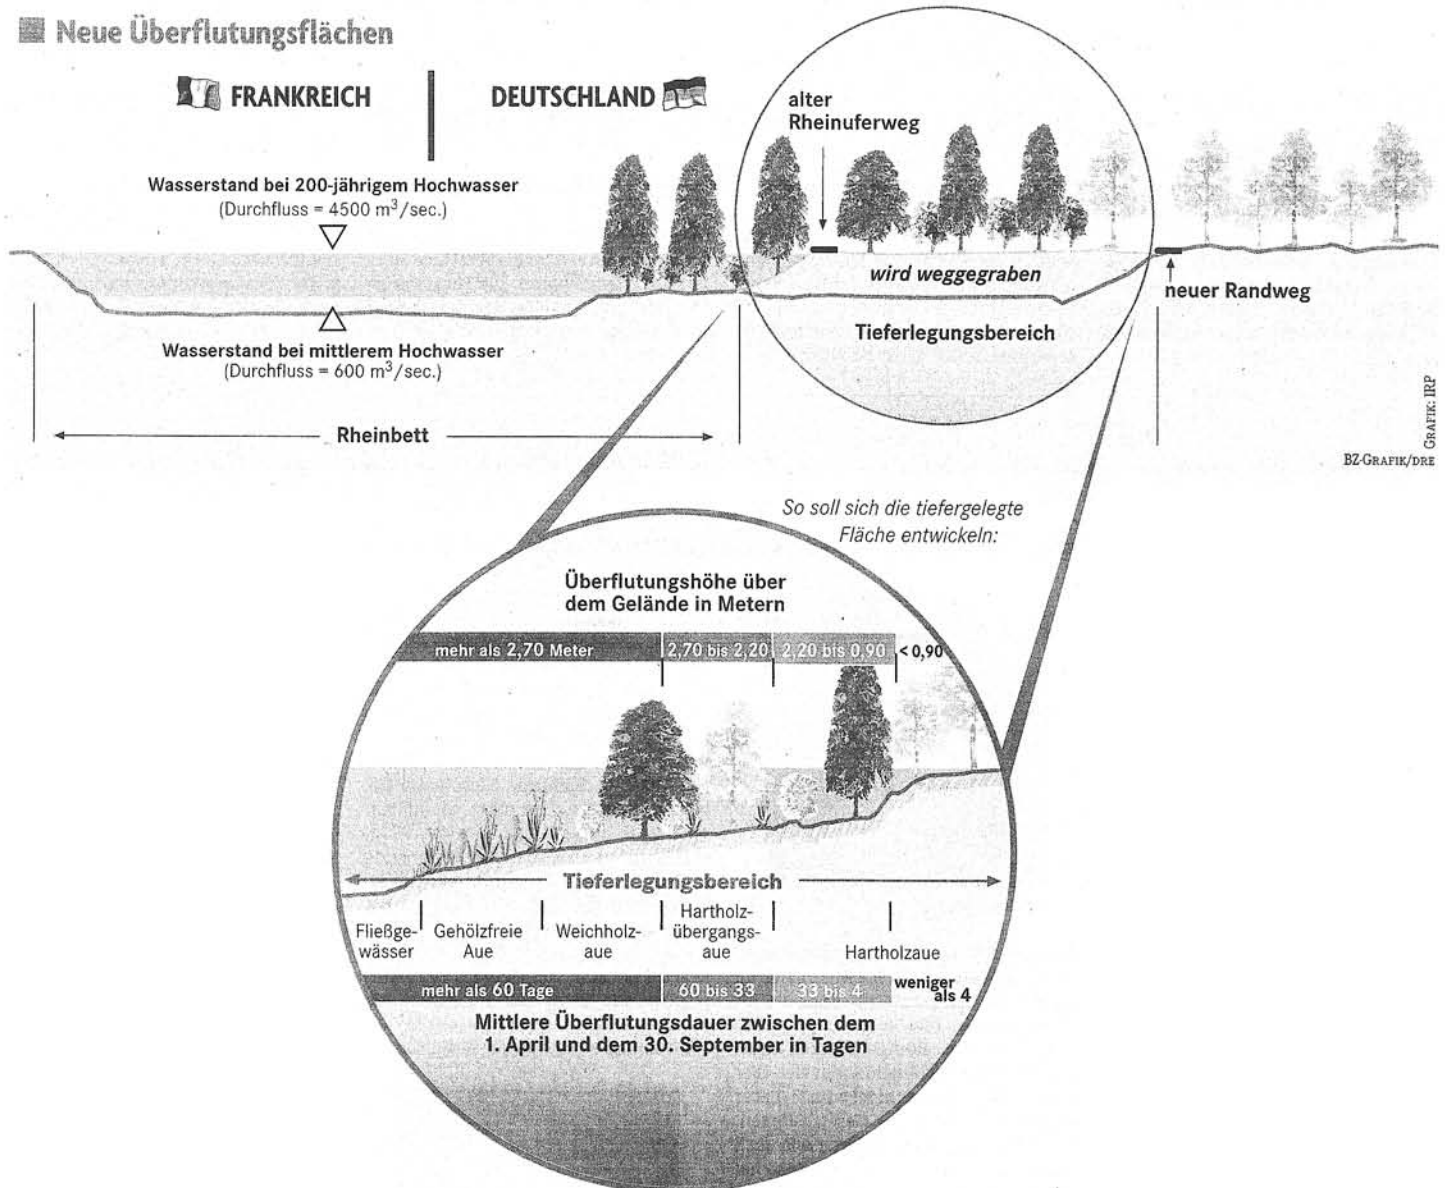 Neue Überflutungsflächen
FRANKREICH
DEUTSCHLAND
alter
Rheinuferweg
Wasserstand bei 200-jährigem Hochwasser
(Durchfluss = 4500 m³/sec.)
wird weggegraben
neuer Randweg
Tieferlegungsbereich
Wasserstand bei mittlerem Hochwasser
(Durchfluss = 600 m³/sec.)
Rheinbett
GRAFIK: IRP
BZ-GRAFIK/DRE
So soll sich die tiefergelegte
Fläche entwickeln:
Überflutungshöhe über
dem Gelände in Metern
mehr als 2,70 Meter 2,70 bis 2,20 2,20 bis 0,90 < 0,90
Tieferlegungsbereich
Fließge-
wässer
Gehölzfreie
Aue
Weichholz-
aue
Hartholz-
übergangs-
aue
Hartholzaue
mehr als 60 Tage 60 bis 33 33 bis 4 weniger
als 4
Mittlere Überflutungsdauer zwischen dem
1. April und dem 30. September in Tagen